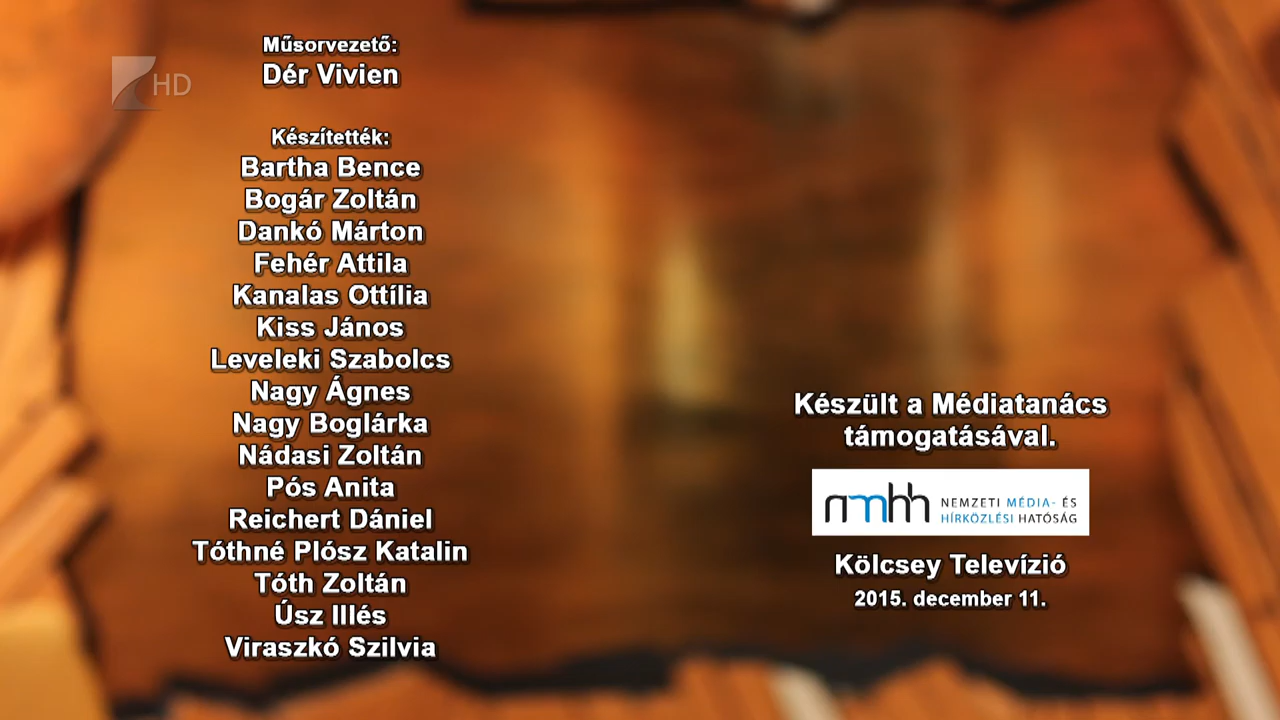 HD
Műsorvezető:
Dér Vivien
Készítették:
Bartha Bence
Bogár Zoltán
Dankó Márton
Fehér Attila
Kanalas Ottília
Kiss János
Leveleki Szabolcs
Nagy Ágnes
Nagy Boglárka
Nádasi Zoltán
Pós Anita
Reichert Dániel
Tóthné Plósz Katalin
Tóth Zoltán
Úsz Illés
Viraszkó Szilvia
Készült a Médiatanács
támogatásával.
nmhh
NEMZETI MÉDIA- ÉS
HÍRKÖZLÉSI HATÓSÁG
Kölcsey Televízió
2015. december 11.